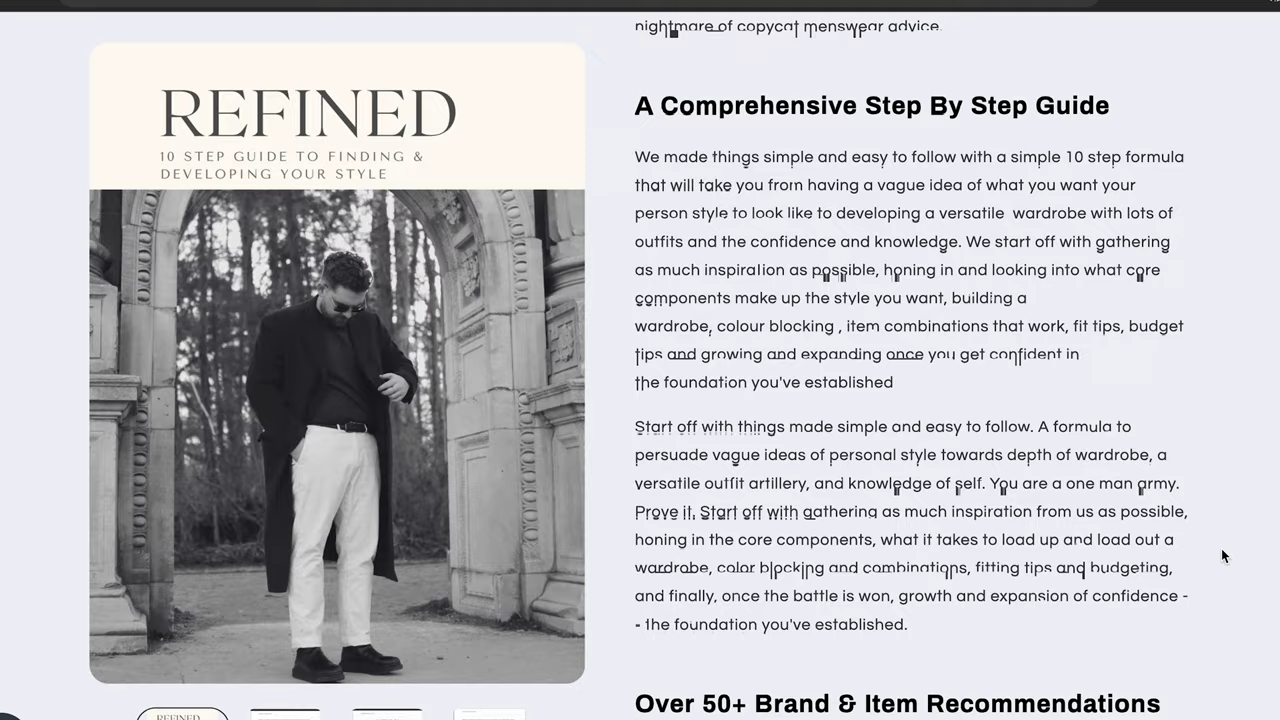 REFINED
10 STEP GUIDE TO FINDING &
DEVELOPING YOUR STYLE
nightmare of copycat menswear advice.
A Comprehensive Step By Step Guide
We made things simple and easy to follow with a simple 10 step formula
that will take you from having a vague idea of what you want your
person style to look like to developing a versatile wardrobe with lots of
outfits and the confidence and knowledge. We start off with gathering
as much inspiration as possible, honing in and looking into what core
components make up the style you want, building a
wardrobe, colour blocking , item combinations that work, fit tips, budget
tips and growing and expanding once you get confident in
the foundation you've established
Start off with things made simple and easy to follow. A formula to
persuade vague ideas of personal style towards depth of wardrobe, a
versatile outfit artillery, and knowledge of self. You are a one man army.
Prove it. Start off with gathering as much inspiration from us as possible,
honing in the core components, what it takes to load up and load out a
wardrobe, color blocking and combinations, fitting tips and budgeting,
and finally, once the battle is won, growth and expansion of confidence -
- the foundation you've established.
Over 50+ Brand & Item Recommendations
REFINED